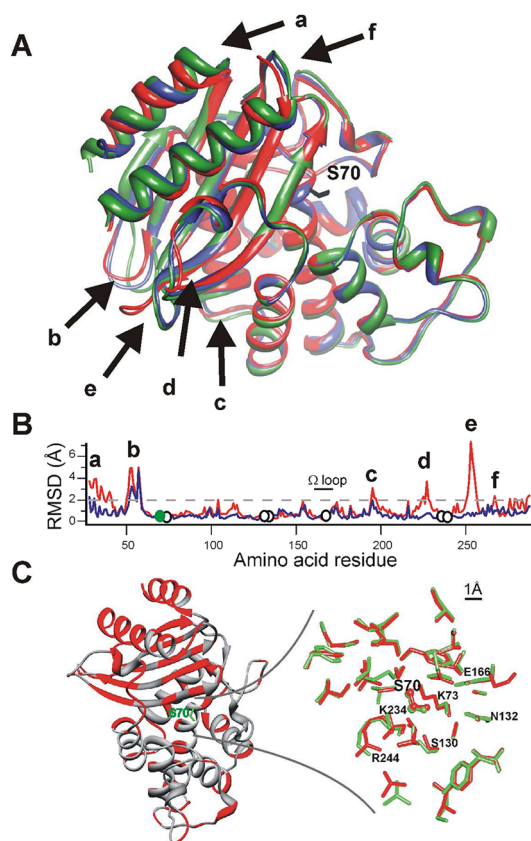 A
a
f
S70
b
e
d
c
B
RMSD (Å)
6
4
2
0
a
b
Ω loop
c
d
e
f
50
100
150
200
250
Amino acid residue
C
1Å
S70
E166
S70
K73
K234
N132
S130
R244